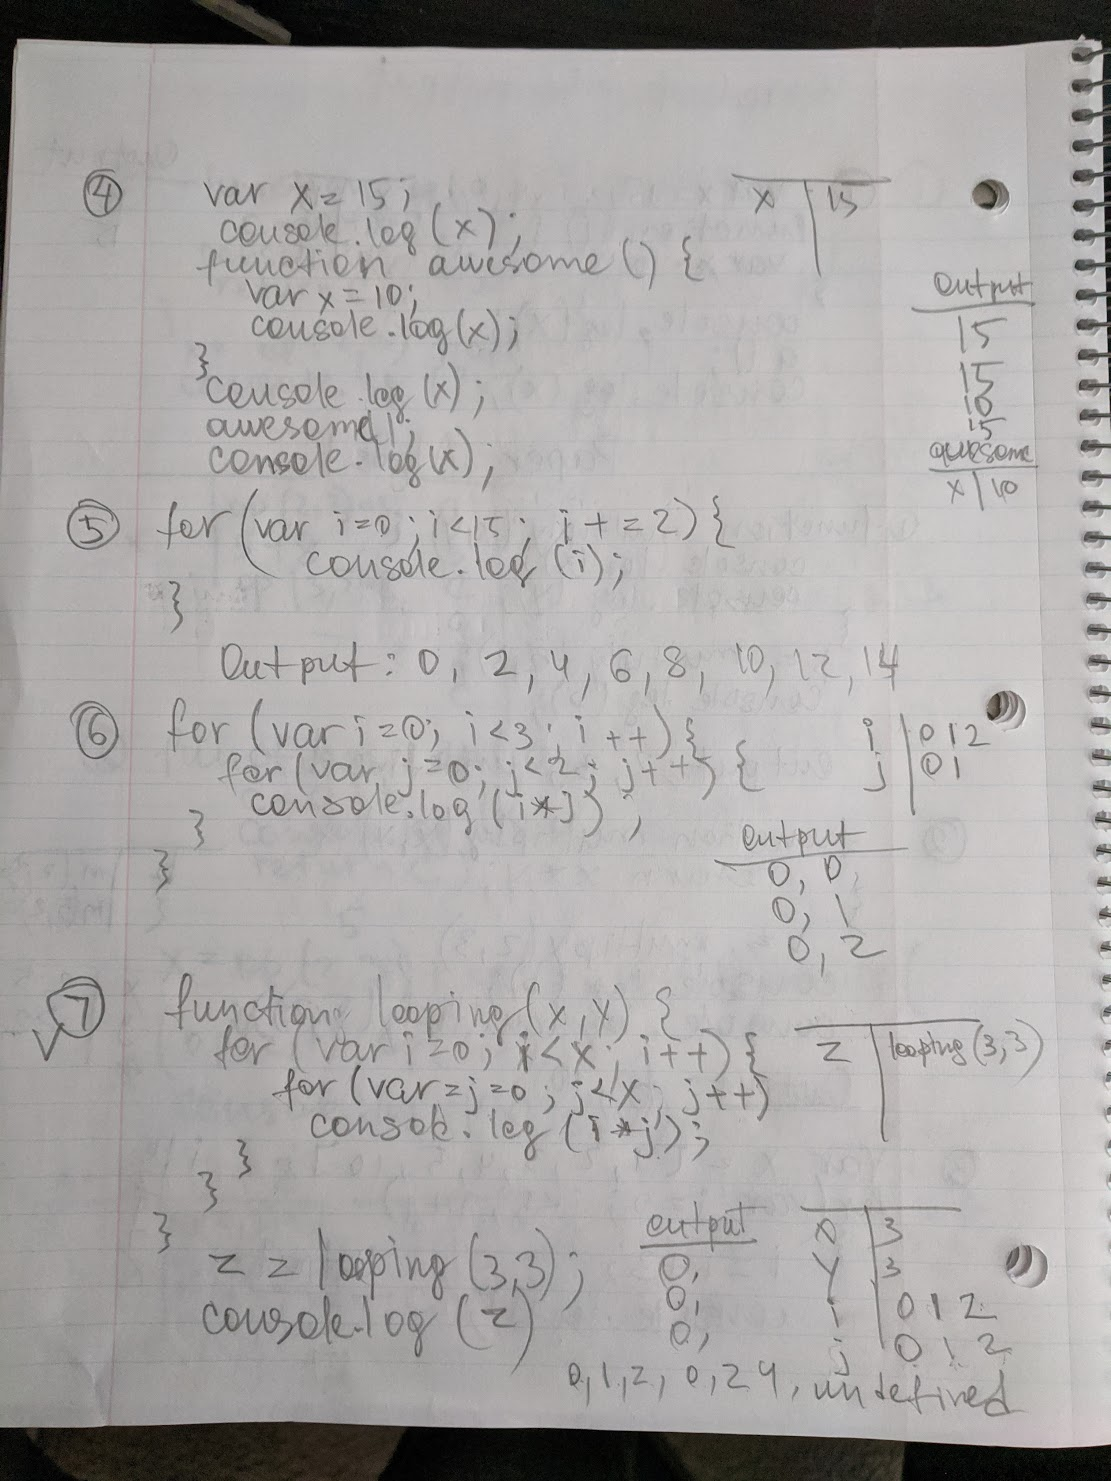 ④ var x = 15;
console.log(x);
function awesome() {
var x = 10;
console.log(x);
}
console.log(x);
awesome();
console.log(x);
x | 15
Output
15
15
10
15
awesome
x | 10
⑤ for (var i=0; i<15; i += 2) {
console.log(i);
}
Output: 0, 2, 4, 6, 8, 10, 12, 14
⑥ for (var i=0; i<3; i++) {
for (var j=0; j<2; j++) {
console.log(i*j);
}
}
i | 0 1 2
j | 0 1
output
0, 0,
0, 1
0, 2
✓⑦ function looping(x, y) {
for (var i=0; i<x; i++) {
for (var=j=0; j<x; j++)
console.log(i*j);
}
}
}
z = looping(3,3);
console.log(z)
z | looping(3,3)
output
0,
0,
0,
0,1,2, 0,24, undefined
x | 3
y | 3
i | 0 1 2
j | 0 1 2